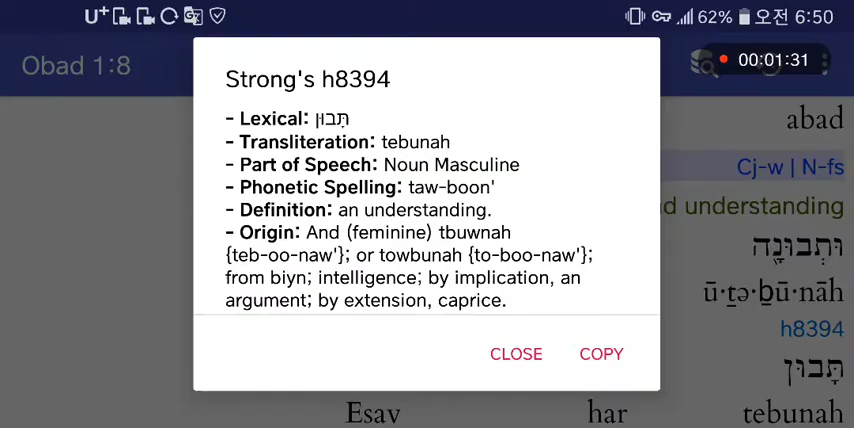 U+ 62% 오전 6:50
Obad 1:8 00:01:31
Strong's h8394
- Lexical: תָּבוּן
- Transliteration: tebunah
- Part of Speech: Noun Masculine
- Phonetic Spelling: taw-boon'
- Definition: an understanding.
- Origin: And (feminine) tbuwnah
{teb-oo-naw'}; or towbunah {to-boo-naw'};
from biyn; intelligence; by implication, an
argument; by extension, caprice.
CLOSE COPY
abad
Cj-w | N-fs
d understanding
וּתְבוּנָ֖ה
ū·ṯə·ḇū·nāh
h8394
תָּבוּן
Esav har tebunah